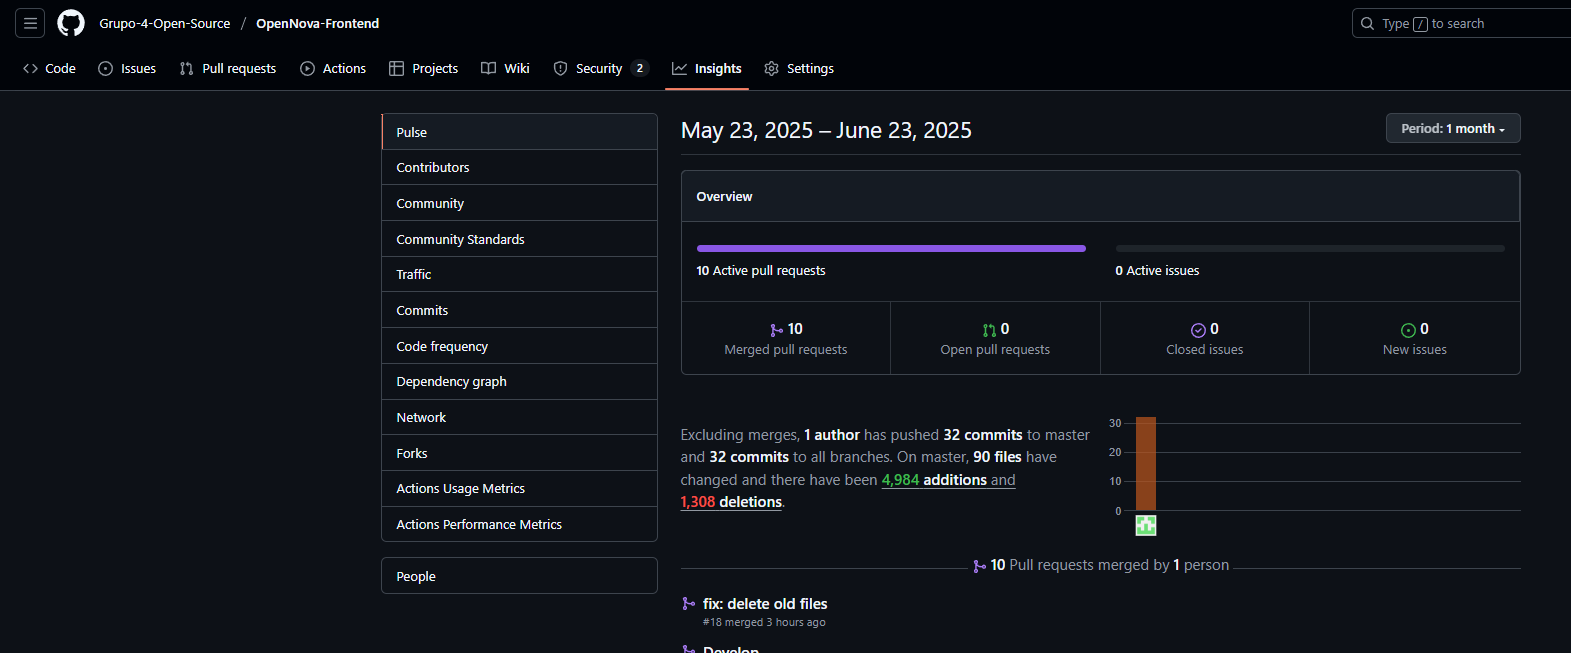 Grupo-4-Open-Source / OpenNova-Frontend
Type / to search
Code Issues Pull requests Actions Projects Wiki Security 2 Insights Settings
Pulse
Contributors
Community
Community Standards
Traffic
Commits
Code frequency
Dependency graph
Network
Forks
Actions Usage Metrics
Actions Performance Metrics
People
May 23, 2025 – June 23, 2025
Period: 1 month
Overview
10 Active pull requests
0 Active issues
10
Merged pull requests
0
Open pull requests
0
Closed issues
0
New issues
Excluding merges, 1 author has pushed 32 commits to master
and 32 commits to all branches. On master, 90 files have
changed and there have been 4,984 additions and
1,308 deletions.
30
20
10
0
10 Pull requests merged by 1 person
fix: delete old files
#18 merged 3 hours ago
Develop